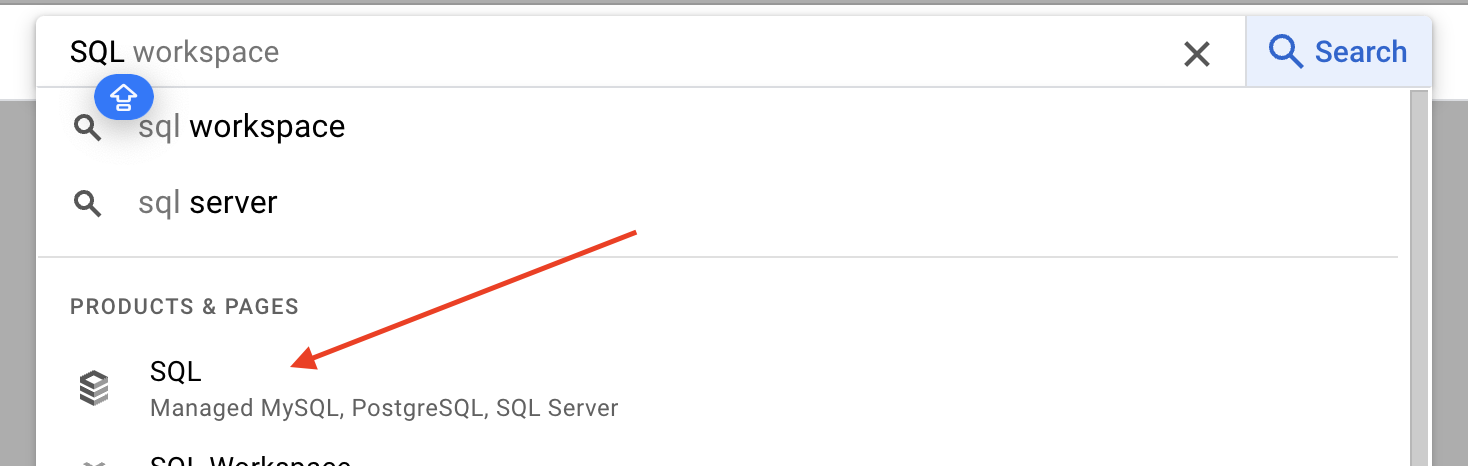 SQL workspace
Search
sql workspace
sql server
PRODUCTS & PAGES
SQL
Managed MySQL, PostgreSQL, SQL Server
SQL Workspace